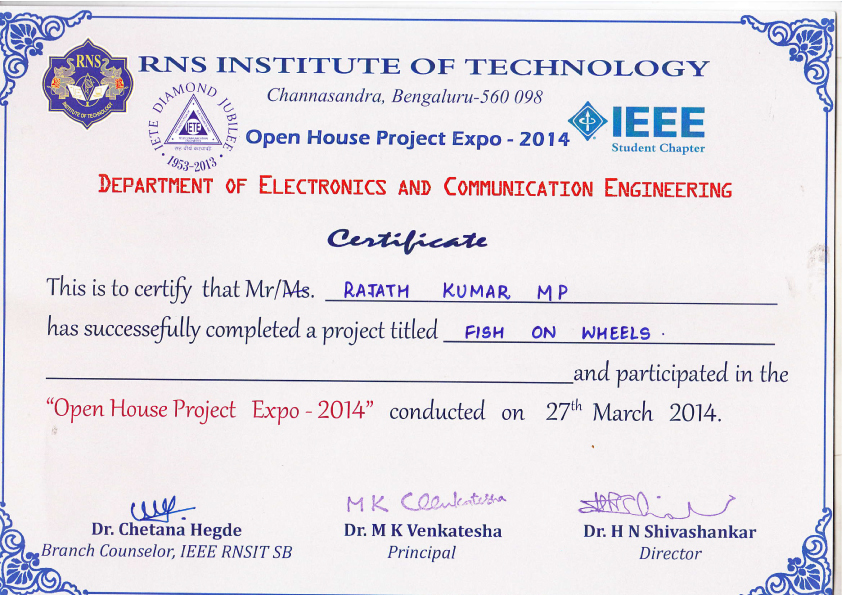 RNS
INSTITUTE OF TECHNOLOGY
RNS INSTITUTE OF TECHNOLOGY
Channasandra, Bengaluru-560 098
IETE DIAMOND JUBILEE
IETE
• 1953-2013 •
Open House Project Expo - 2014
IEEE
Student Chapter
DEPARTMENT OF ELECTRONICS AND COMMUNICATION ENGINEERING
Certificate
This is to certify that Mr/Ms. RAJATH KUMAR MP
has successefully completed a project titled FISH ON WHEELS.
and participated in the
“Open House Project Expo - 2014” conducted on 27th March 2014.
Dr. Chetana Hegde
Branch Counselor, IEEE RNSIT SB
M K Venkatesha
Dr. M K Venkatesha
Principal
Dr. H N Shivashankar
Director